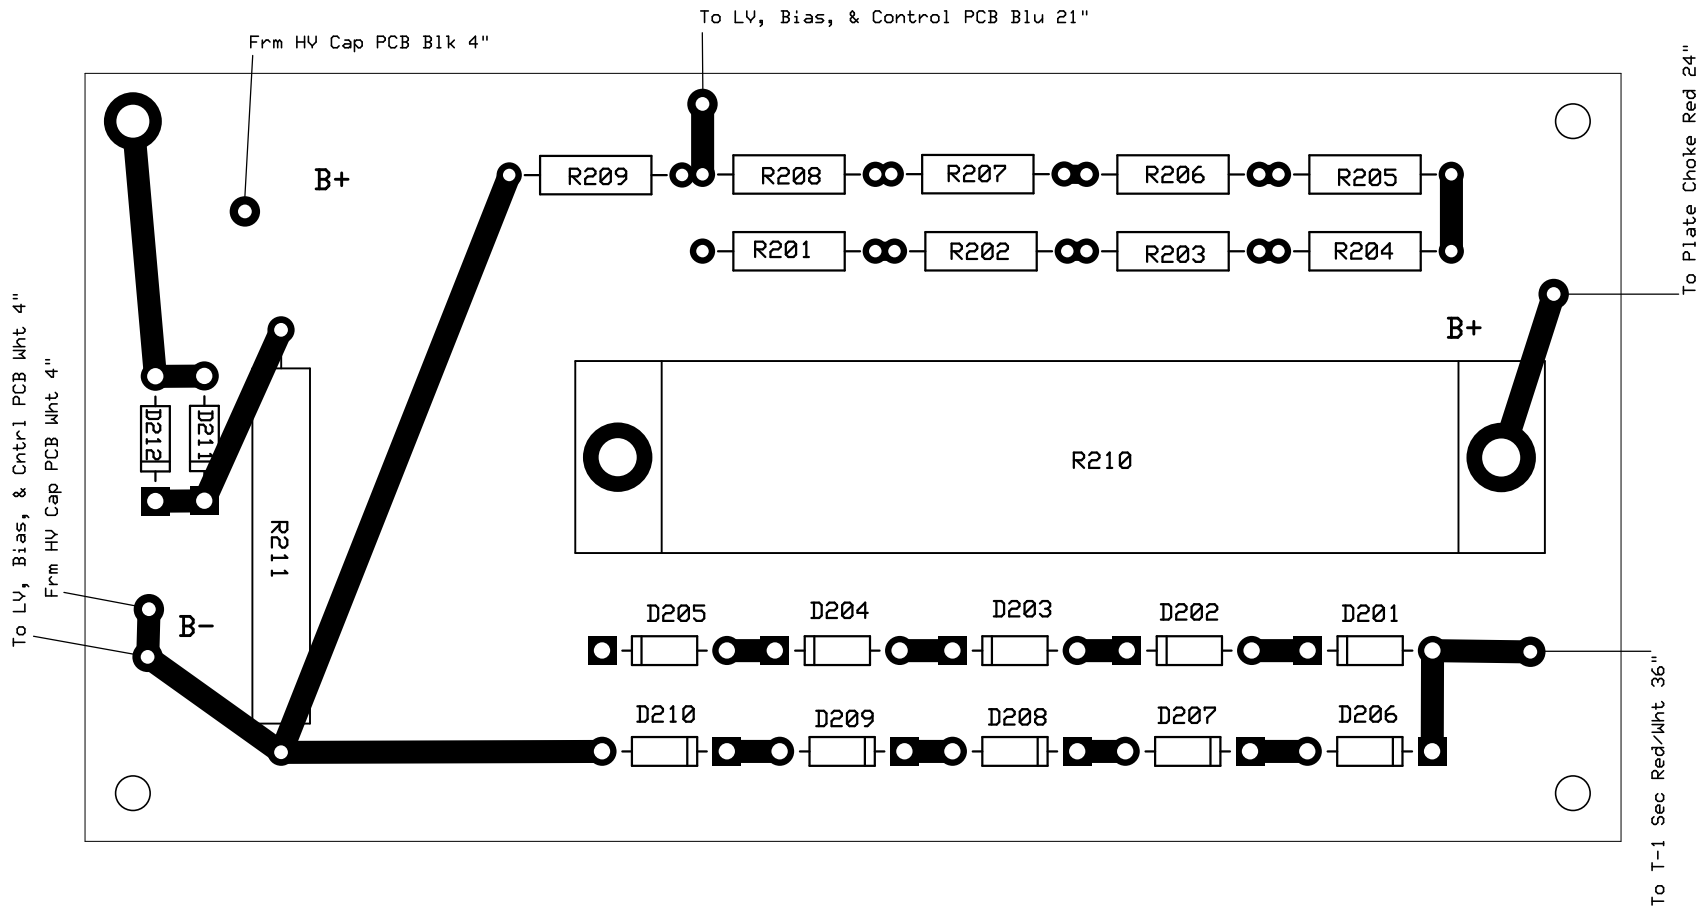 To LV, Bias, & Control PCB Blu 21"
Frm HV Cap PCB Blk 4"
To Plate Choke Red 24"
B+
R209
R208
R207
R206
R205
R201
R202
R203
R204
B+
To LV, Bias, & Cntrl PCB Wht 4"
Frm HV Cap PCB Wht 4"
D212
D211
R210
R211
B-
D205
D204
D203
D202
D201
D210
D209
D208
D207
D206
To T-1 Sec Red/Wht 36"